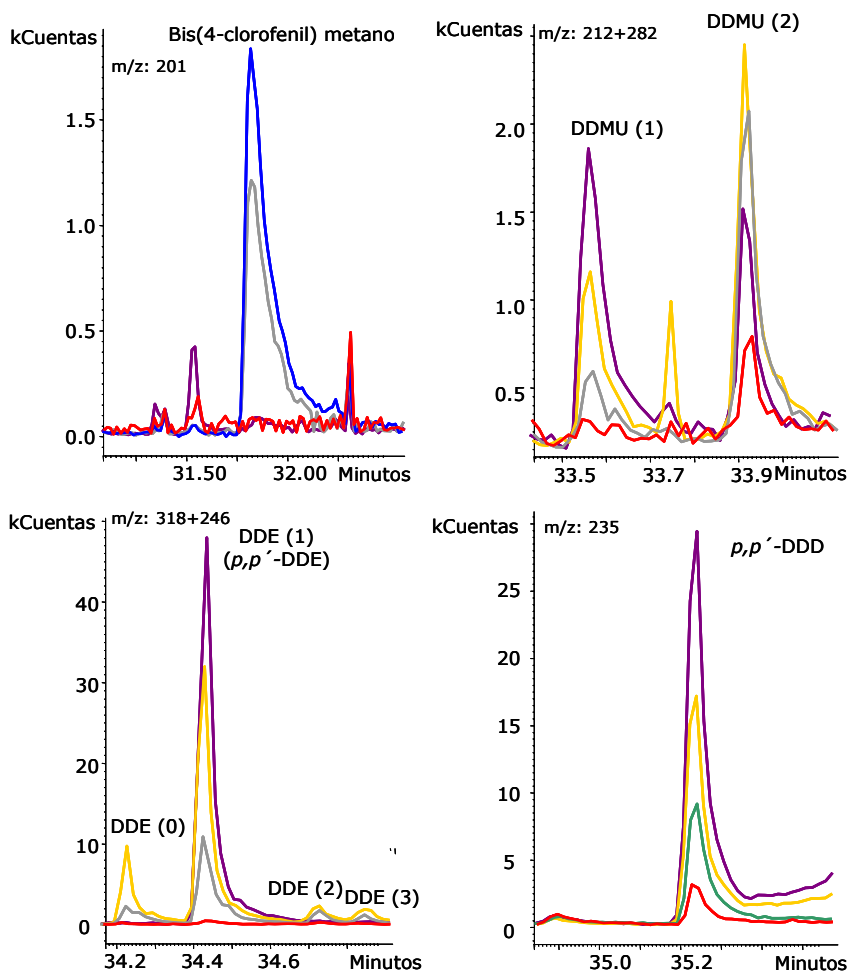 kCuentas
Bis(4-clorofenil) metano
m/z: 201
1.5
1.0
0.5
0.0
31.50 32.00 Minutos
kCuentas
m/z: 212+282
DDMU (2)
DDMU (1)
2.0
1.5
1.0
0.5
33.5 33.7 33.9 Minutos
kCuentas
m/z: 318+246
DDE (1)
(p,p´-DDE)
40
30
20
10
0
DDE (0)
DDE (2)
DDE (3)
34.2 34.4 34.6 Minutos
kCuentas
m/z: 235
p,p´-DDD
25
20
15
10
5
0
35.0 35.2 Minutos